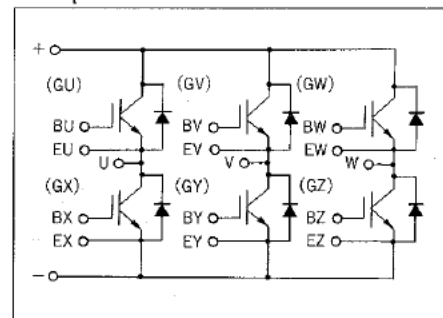 +
(GU) (GV) (GW)
BU BV BW
EU EV EW
U V W
(GX) (GY) (GZ)
BX BY BZ
EX EY EZ
−